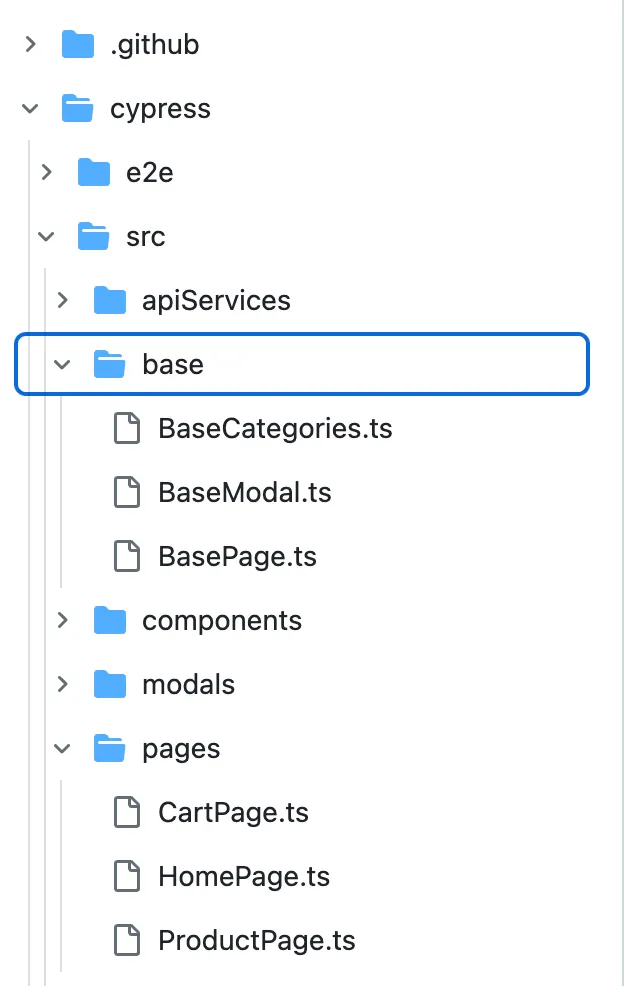 .github
cypress
e2e
src
apiServices
base
BaseCategories.ts
BaseModal.ts
BasePage.ts
components
modals
pages
CartPage.ts
HomePage.ts
ProductPage.ts